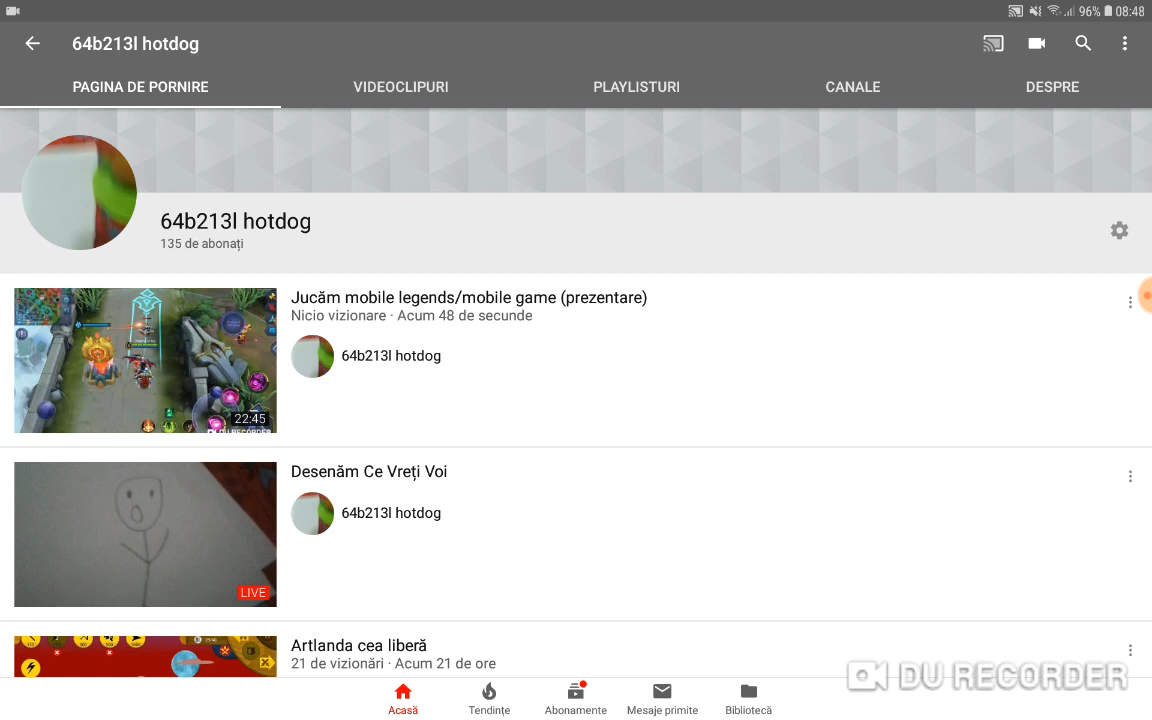 96% 08:48
64b213l hotdog
PAGINA DE PORNIRE
VIDEOCLIPURI
PLAYLISTURI
CANALE
DESPRE
64b213l hotdog
135 de abonați
Jucăm mobile legends/mobile game (prezentare)
Nicio vizionare · Acum 48 de secunde
64b213l hotdog
22:45
DU RECORDER
Desenăm Ce Vreți Voi
64b213l hotdog
LIVE
Artlanda cea liberă
21 de vizionări · Acum 21 de ore
DU RECORDER
Acasă
Tendințe
Abonamente
Mesaje primite
Bibliotecă